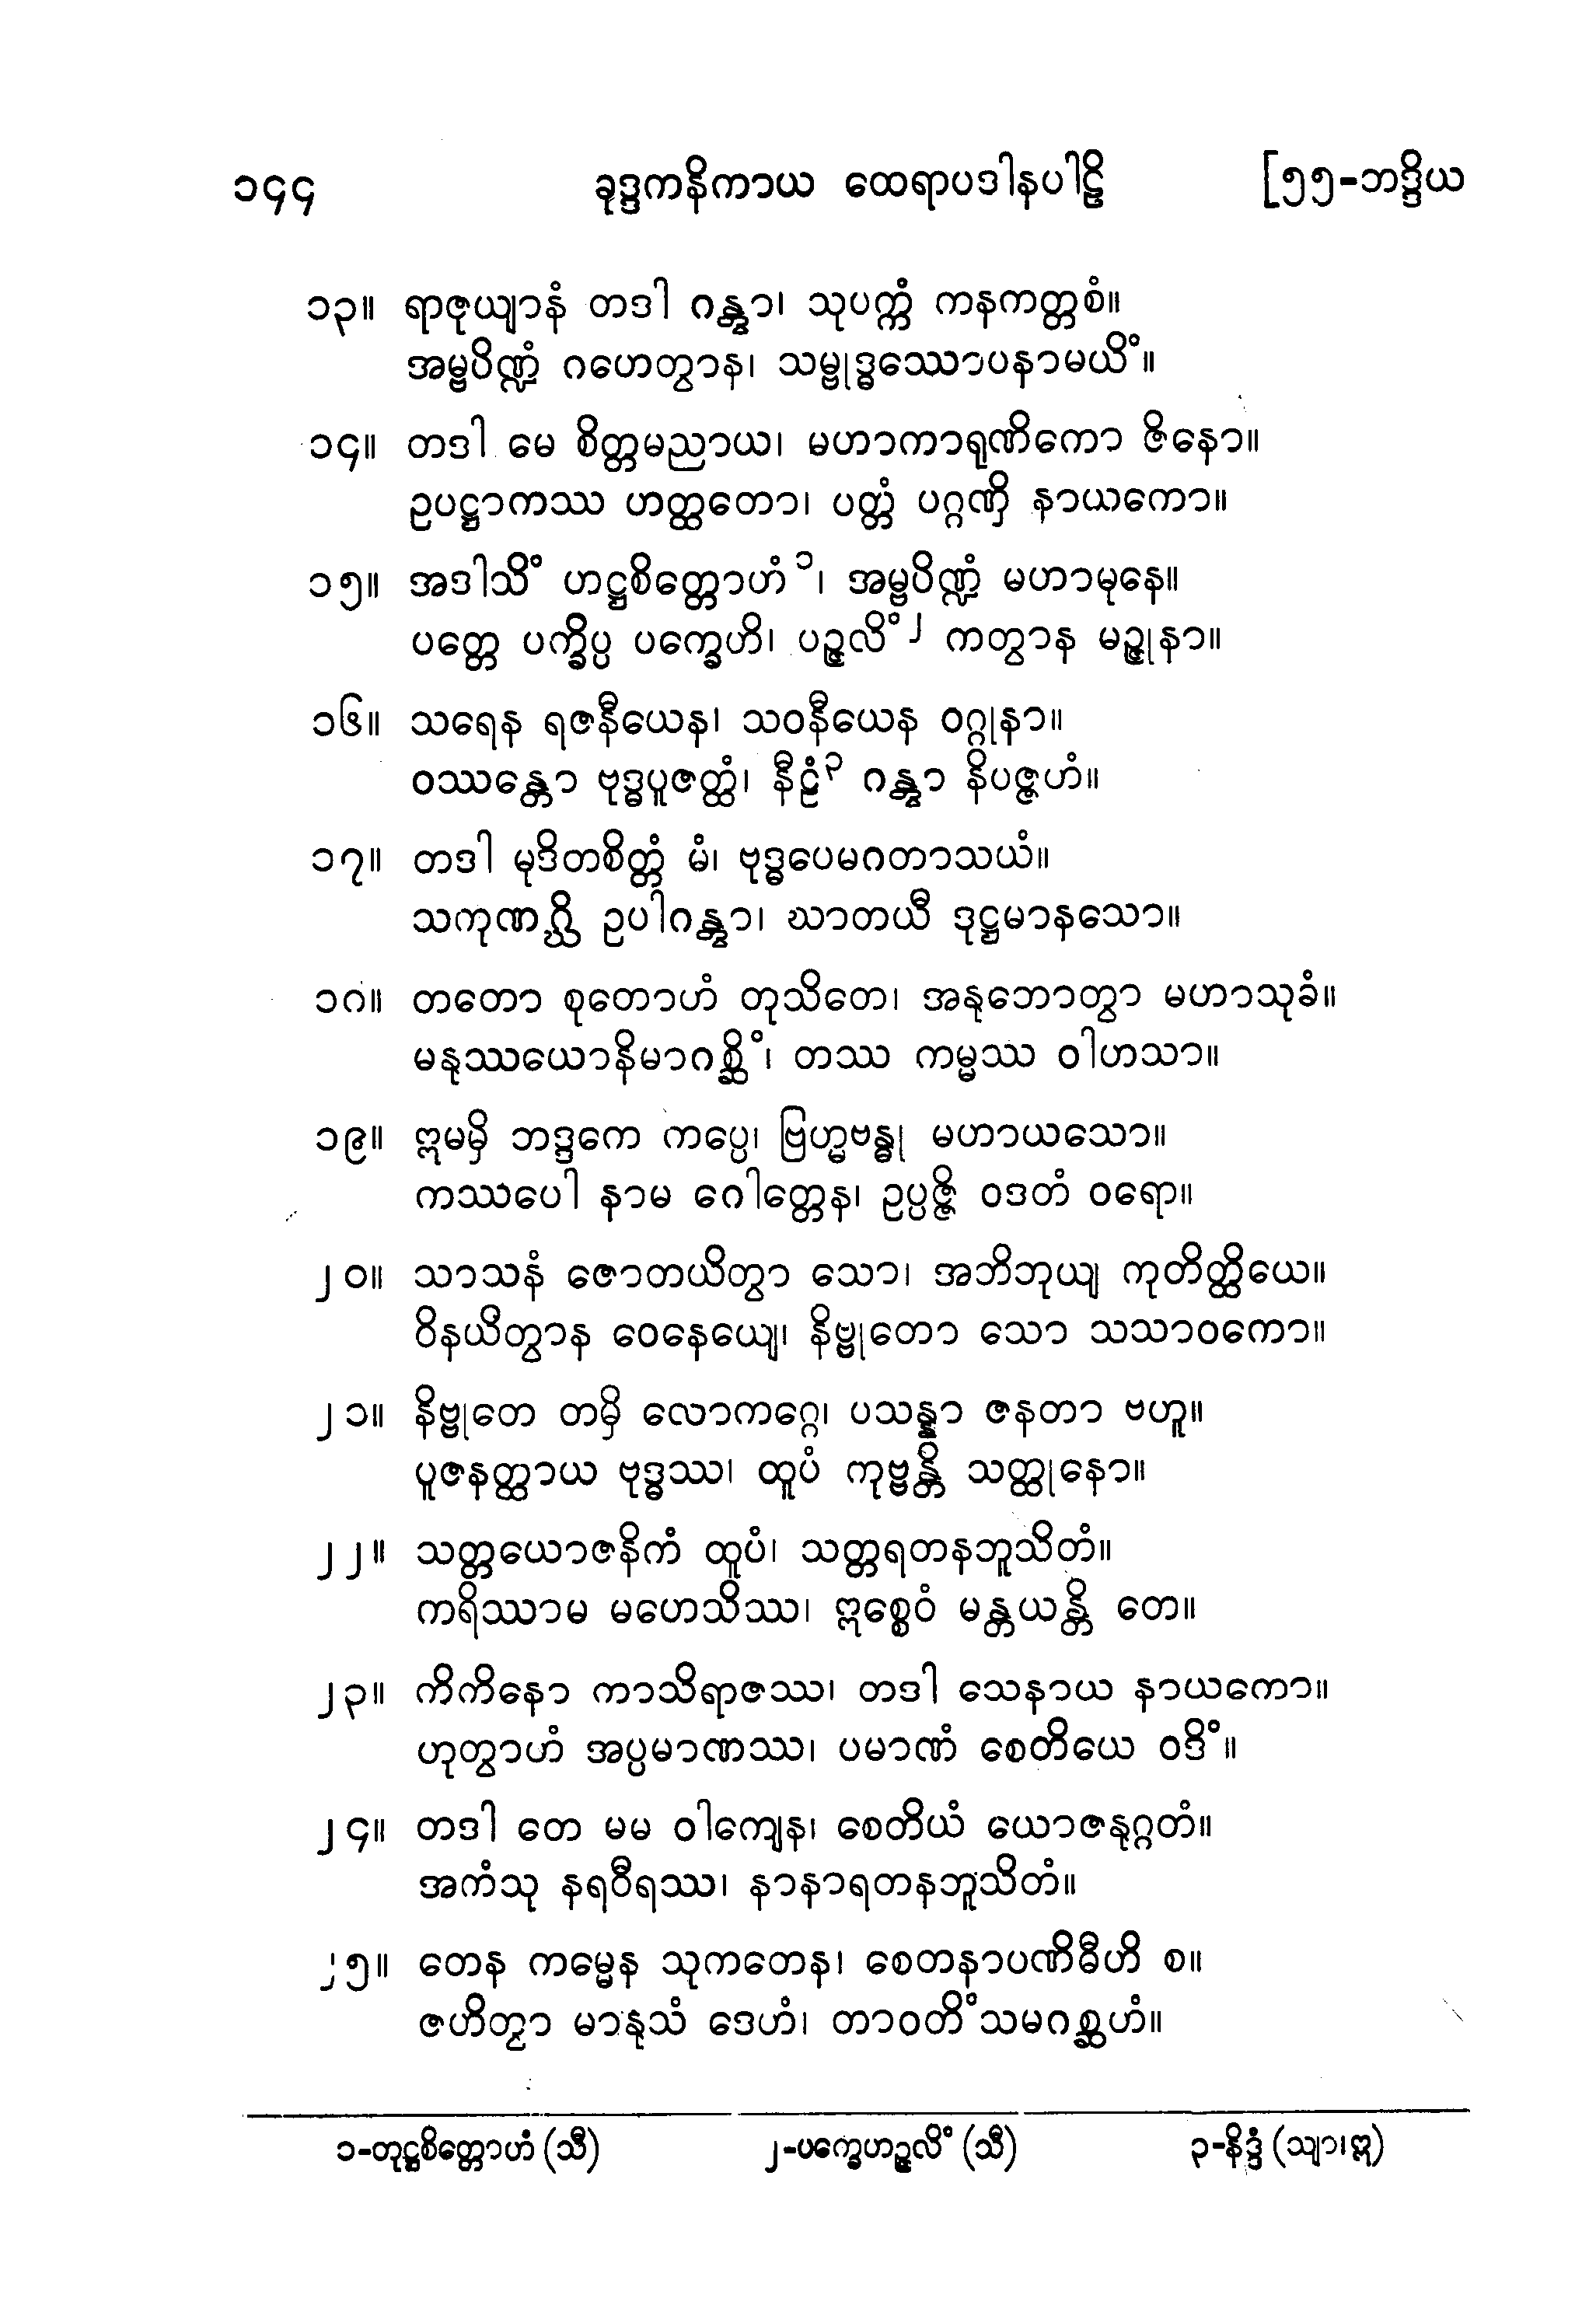 ၁၄၄ ခုဒ္ဒကနိကာယ ထေရာပဒါနပါဠိ [၅၅-ဘဒ္ဒိယ
၁၃။ ရာဇုယျာနံ တဒါ ဂန္တွာ၊ သုပက္ကံ ကနကတ္တစံ။
အမ္ဗပိဏ္ဍံ ဂဟေတွာန၊ သမ္ဗုဒ္ဓဿောပနာမယိံ။
၁၄။ တဒါ မေ စိတ္တမညာယ၊ မဟာကာရုဏိကော ဇိနော။
ဥပဋ္ဌာကဿ ဟတ္ထတော၊ ပတ္တံ ပဂ္ဂဏှိ နာယကော။
၁၅။ အဒါသိံ ဟဋ္ဌစိတ္တောဟံ ၁၊ အမ္ဗပိဏ္ဍံ မဟာမုနေ။
ပတ္တေ ပက္ခိပ္ပ ပက္ခေဟိ၊ ပဉ္ဇလိံ ၂ ကတွာန မဉ္ဇုနာ။
၁၆။ သရေန ရဇနီယေန၊ သဝနီယေန ဝဂ္ဂုနာ။
ဝဿန္တော ဗုဒ္ဓပူဇတ္ထံ၊ နီဠံ ၃ ဂန္တွာ နိပဇ္ဇဟံ။
၁၇။ တဒါ မုဒိတစိတ္တံ မံ၊ ဗုဒ္ဓပေမဂတာသယံ။
သကုဏဂ္ဃိ ဥပါဂန္တွာ၊ ဃာတယီ ဒုဋ္ဌမာနသော။
၁၈။ တတော စုတောဟံ တုသိတေ၊ အနုဘောတွာ မဟာသုခံ။
မနုဿယောနိမာဂစ္ဆိံ၊ တဿ ကမ္မဿ ဝါဟသာ။
၁၉။ ဣမမှိ ဘဒ္ဒကေ ကပ္ပေ၊ ဗြဟ္မဗန္ဓု မဟာယသော။
ကဿပေါ နာမ ဂေါတ္တေန၊ ဥပ္ပဇ္ဇိ ဝဒတံ ဝရော။
၂၀။ သာသနံ ဇောတယိတွာ သော၊ အဘိဘုယျ ကုတိတ္ထိယေ။
ဝိနယိတွာန ဝေနေယျေ၊ နိဗ္ဗုတော သော သသာဝကော။
၂၁။ နိဗ္ဗုတေ တမှိ လောကဂ္ဂေ၊ ပသန္နာ ဇနတာ ဗဟူ။
ပူဇနတ္ထာယ ဗုဒ္ဓဿ၊ ထူပံ ကုဗ္ဗန္တိ သတ္ထုနော။
၂၂။ သတ္တယောဇနိကံ ထူပံ၊ သတ္တရတနဘူသိတံ။
ကရိဿာမ မဟေသိဿ၊ ဣစ္စေဝံ မန္တယန္တိ တေ။
၂၃။ ကိကိနော ကာသိရာဇဿ၊ တဒါ သေနာယ နာယကော။
ဟုတွာဟံ အပ္ပမာဏဿ၊ ပမာဏံ စေတိယေ ဝဒိံ။
၂၄။ တဒါ တေ မမ ဝါကျေန၊ စေတိယံ ယောဇနုဂ္ဂတံ။
အကံသု နရဝီရဿ၊ နာနာရတနဘူသိတံ။
၂၅။ တေန ကမ္မေန သုကတေန၊ စေတနာပဏိဓီဟိ စ။
ဇဟိတွာ မာနုသံ ဒေဟံ၊ တာဝတိံသမဂစ္ဆဟံ။
၁-တုဋ္ဌစိတ္တောဟံ (သီ) ၂-ပက္ခေဟဉ္ဇလိံ (သီ) ၃-နိဒ္ဒံ (သျာ၊ ဣ)